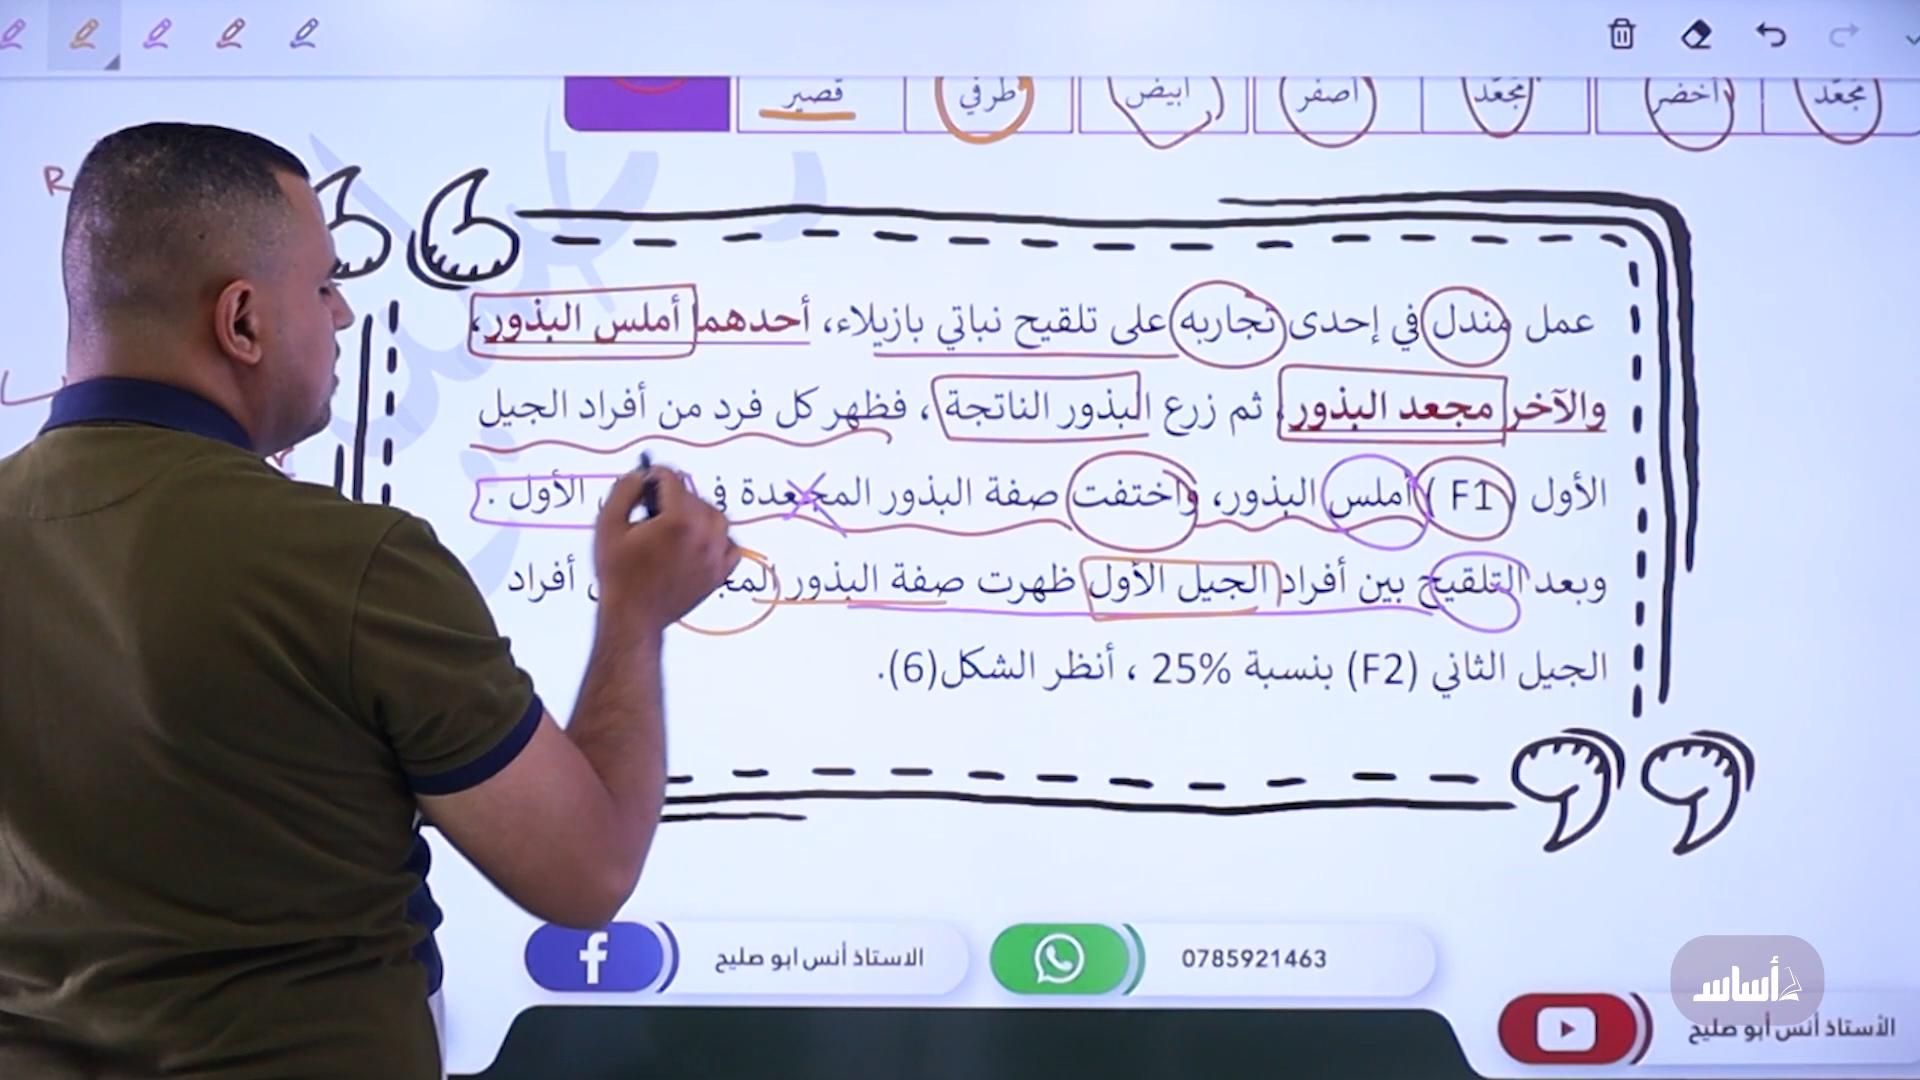 مجعّد أخضر مجعّد أصفر أبيض طرفي قصير
R
عمل مندل في إحدى تجاربه على تلقيح نباتي بازيلاء، أحدهما أملس البذور،
والآخر مجعد البذور، ثم زرع البذور الناتجة ، فظهر كل فرد من أفراد الجيل
الأول (F1) أملس البذور، واختفت صفة البذور المجعدة في الأول .
وبعد التلقيح بين أفراد الجيل الأول ظهرت صفة البذور أفراد
الجيل الثاني (F2) بنسبة 25% ، أنظر الشكل(6).
الاستاذ أنس ابو صليح
0785921463
أساس
الأستاذ أنس أبو صليح